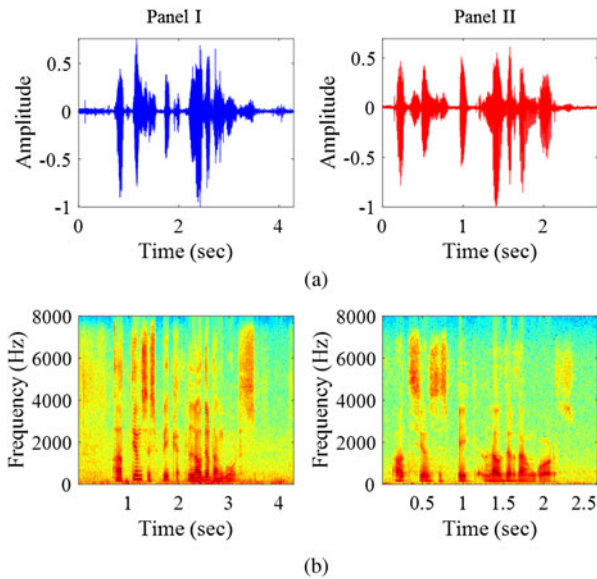 Panel I
Panel II
Amplitude
0.5
0
-0.5
-1
0
2
4
Time (sec)
Amplitude
0.5
0
-0.5
-1
0
1
2
Time (sec)
(a)
Frequency (Hz)
8000
6000
4000
2000
0
1
2
3
4
Time (sec)
Frequency (Hz)
8000
6000
4000
2000
0
0.5
1
1.5
2
2.5
Time (sec)
(b)